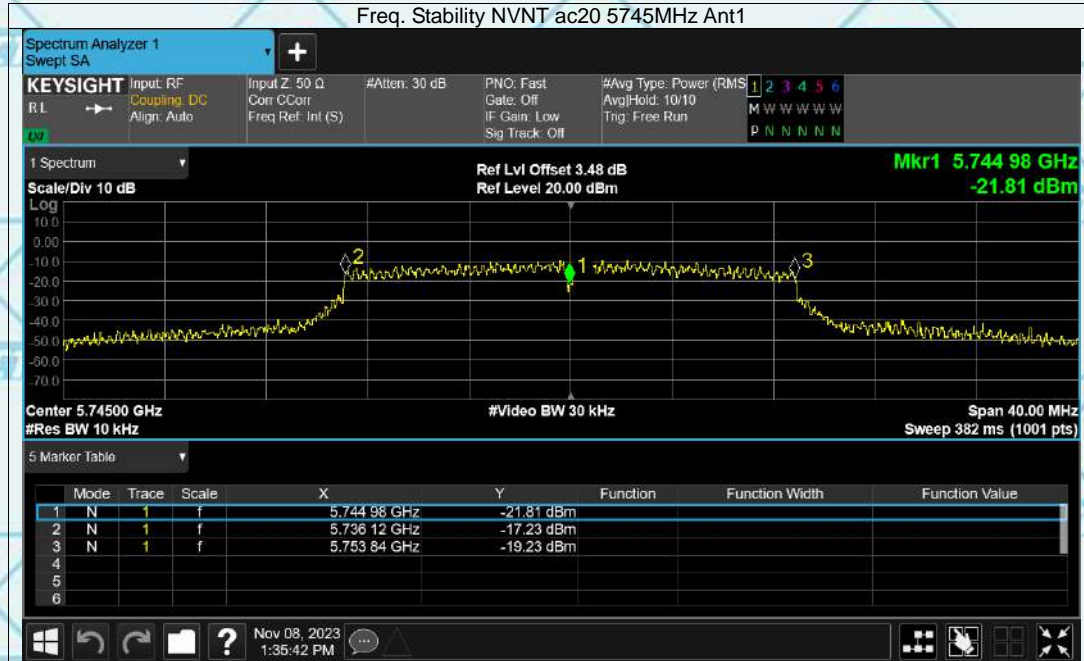 Freq. Stability NVNT ac20 5745MHz Ant1
Spectrum Analyzer 1
Swept SA
+
KEYSIGHT Input: RF Input Z: 50 Ω #Atten: 30 dB PNO: Fast #Avg Type: Power (RMS 1 2 3 4 5 6
RL Coupling: DC Corr CCorr Gate: Off Avg|Hold: 10/10 M W W W W W
Align: Auto Freq Ref: Int (S) IF Gain: Low Trig: Free Run
Sig Track: Off P N N N N N
LXI
1 Spectrum Ref Lvl Offset 3.48 dB Mkr1 5.744 98 GHz
Scale/Div 10 dB Ref Level 20.00 dBm -21.81 dBm
Log
10.0
0.00
-10.0
-20.0
-30.0
-40.0
-50.0
-60.0
-70.0
2
1
3
Center 5.74500 GHz #Video BW 30 kHz Span 40.00 MHz
#Res BW 10 kHz Sweep 382 ms (1001 pts)
5 Marker Table
Mode Trace Scale X Y Function Function Width Function Value
1 N 1 f 5.744 98 GHz -21.81 dBm
2 N 1 f 5.736 12 GHz -17.23 dBm
3 N 1 f 5.753 84 GHz -19.23 dBm
4
5
6
? Nov 08, 2023
1:35:42 PM